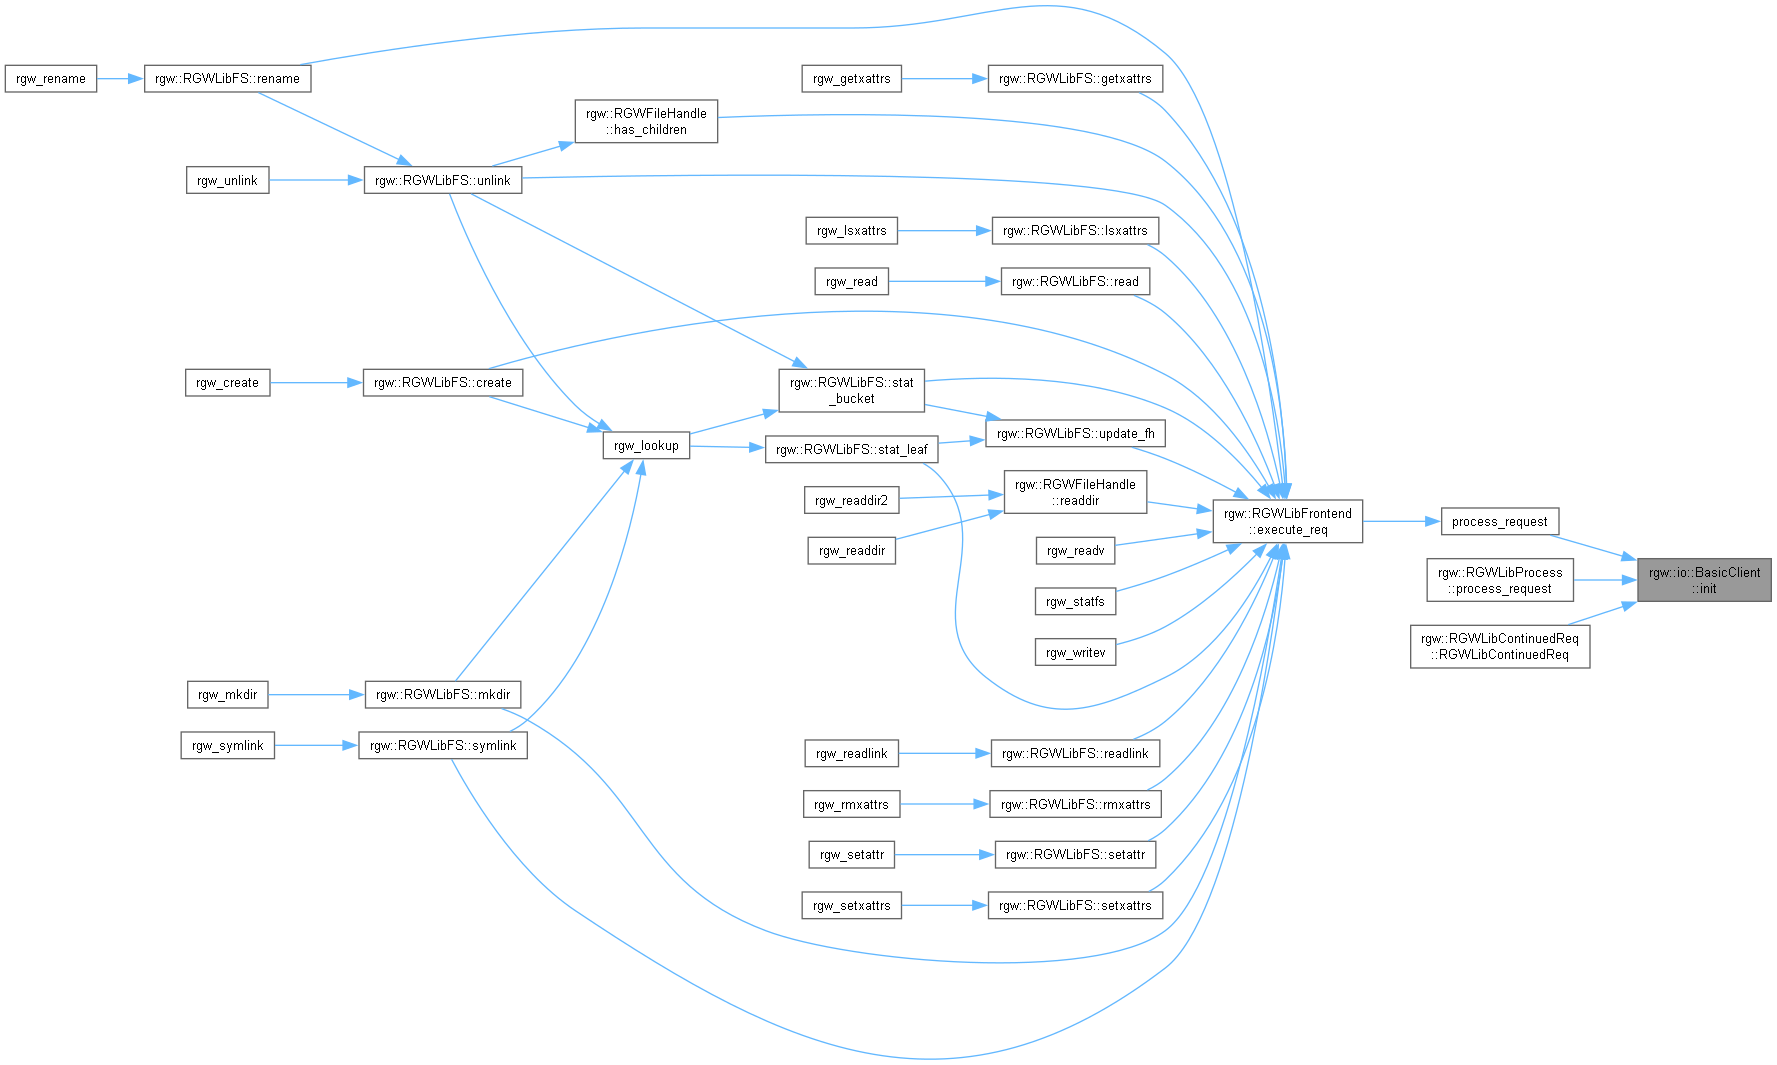 rgw_rename
rgw::RGWLibFS::rename
rgw_getxattrs
rgw::RGWLibFS::getxattrs
rgw::RGWFileHandle
::has_children
rgw_unlink
rgw::RGWLibFS::unlink
rgw_lsxattrs
rgw::RGWLibFS::lsxattrs
rgw_read
rgw::RGWLibFS::read
rgw_create
rgw::RGWLibFS::create
rgw::RGWLibFS::stat
_bucket
rgw_lookup
rgw::RGWLibFS::stat_leaf
rgw::RGWLibFS::update_fh
rgw_readdir2
rgw::RGWFileHandle
::readdir
rgw_readdir
rgw_readv
rgw_statfs
rgw_writev
rgw::RGWLibFrontend
::execute_req
process_request
rgw::RGWLibProcess
::process_request
rgw::RGWLibContinuedReq
::RGWLibContinuedReq
rgw::io::BasicClient
::init
rgw_mkdir
rgw::RGWLibFS::mkdir
rgw_symlink
rgw::RGWLibFS::symlink
rgw_readlink
rgw::RGWLibFS::readlink
rgw_rmxattrs
rgw::RGWLibFS::rmxattrs
rgw_setattr
rgw::RGWLibFS::setattr
rgw_setxattrs
rgw::RGWLibFS::setxattrs